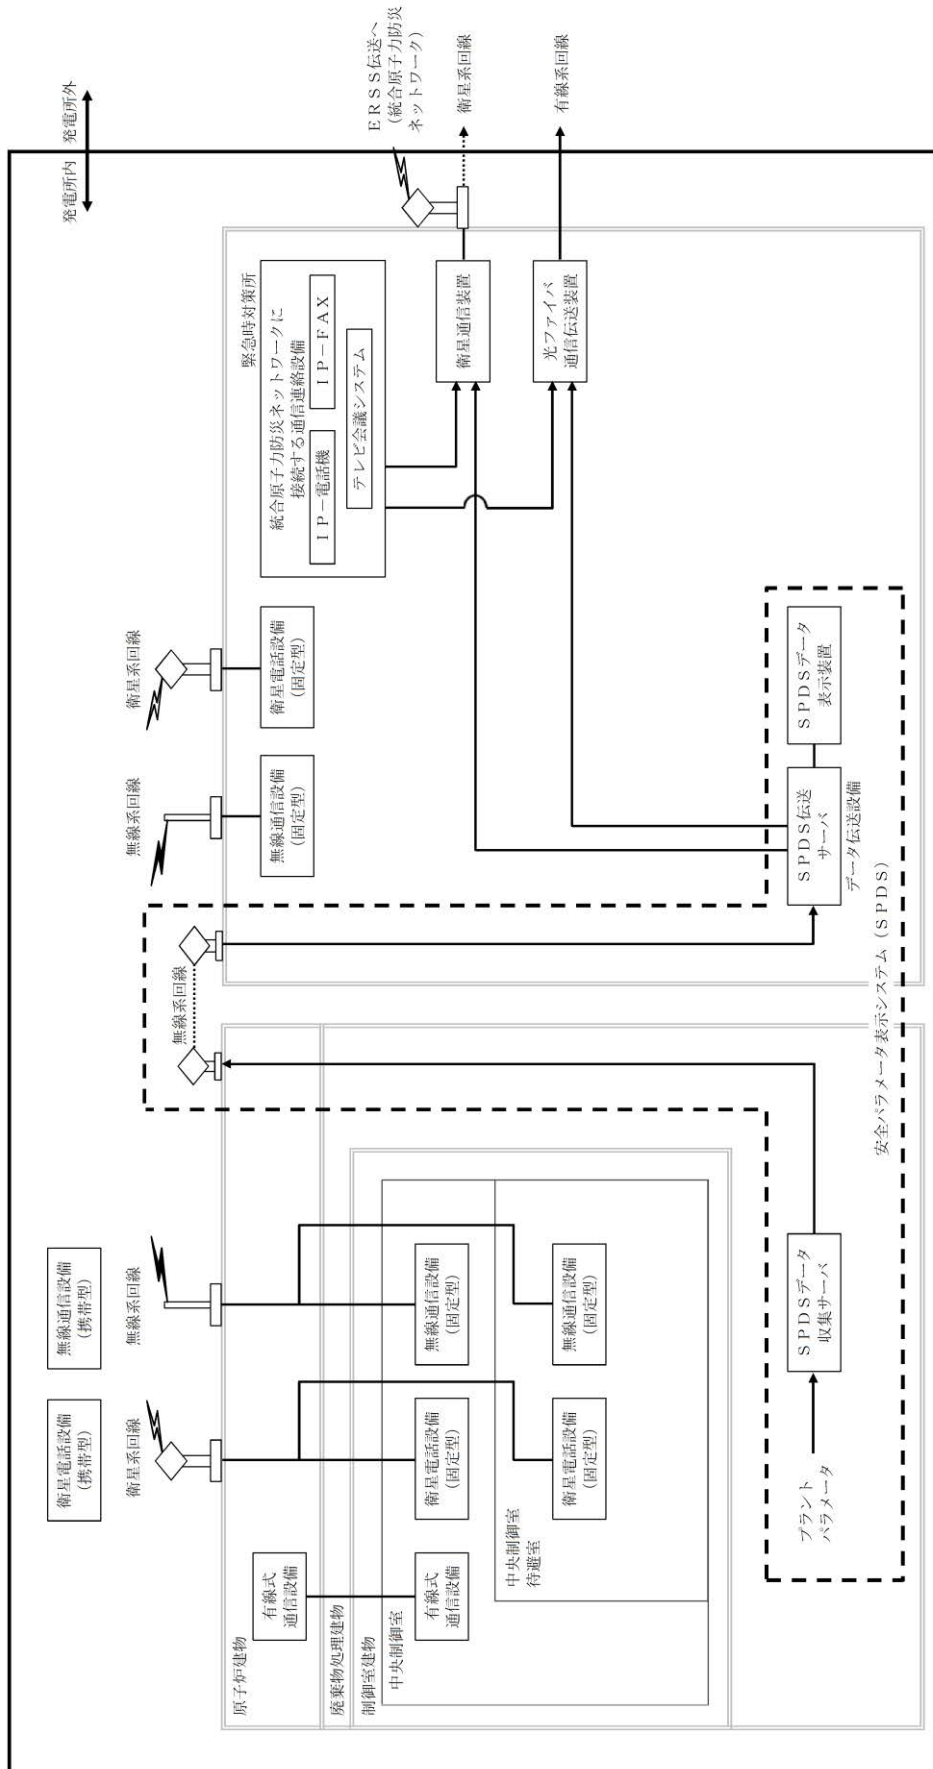 発電所内
発電所外
ERSS伝送へ
(統合原子力防災
ネットワーク)
衛星系回線
有線系回線
緊急時対策所
統合原子力防災ネットワークに
接続する通信連絡設備
IP-電話機
IP-FAX
テレビ会議システム
衛星通信装置
光ファイバ
通信伝送装置
衛星系回線
衛星電話設備
(固定型)
無線系回線
無線通信設備
(固定型)
SPDSデータ
表示装置
SPDS伝送
サーバ
データ伝送設備
安全パラメータ表示システム(SPDS)
無線系回線
無線通信設備
(携帯型)
無線系回線
衛星電話設備
(携帯型)
衛星系回線
無線通信設備
(固定型)
無線通信設備
(固定型)
衛星電話設備
(固定型)
衛星電話設備
(固定型)
SPDSデータ
収集サーバ
プラント
パラメータ
有線式
通信設備
有線式
通信設備
原子炉建物
廃棄物処理建物
制御室建物
中央制御室
中央制御室
待避室